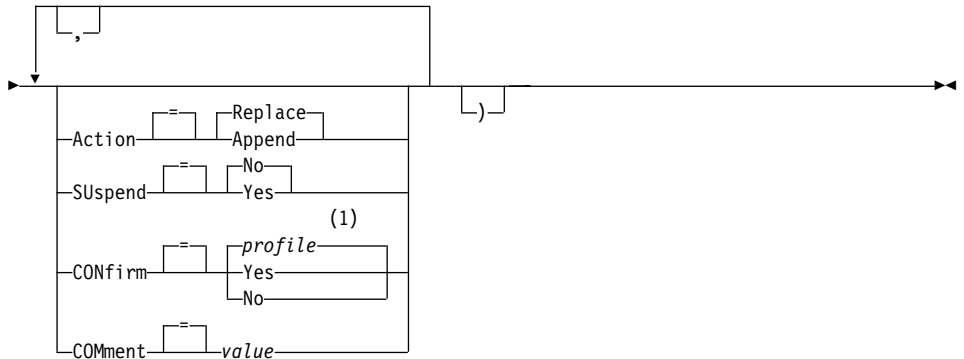 ,
)
= Replace
Action Append
= No
SUspend Yes
(1)
= profile
CONfirm Yes
No
=
COMment value